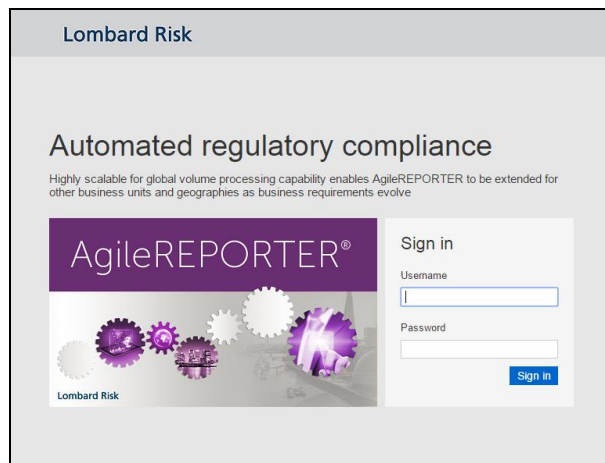 Lombard Risk
Automated regulatory compliance
Highly scalable for global volume processing capability enables AgileREPORTER to be extended for
other business units and geographies as business requirements evolve
AgileREPORTER®
Lombard Risk
Sign in
Username
Password
Sign in